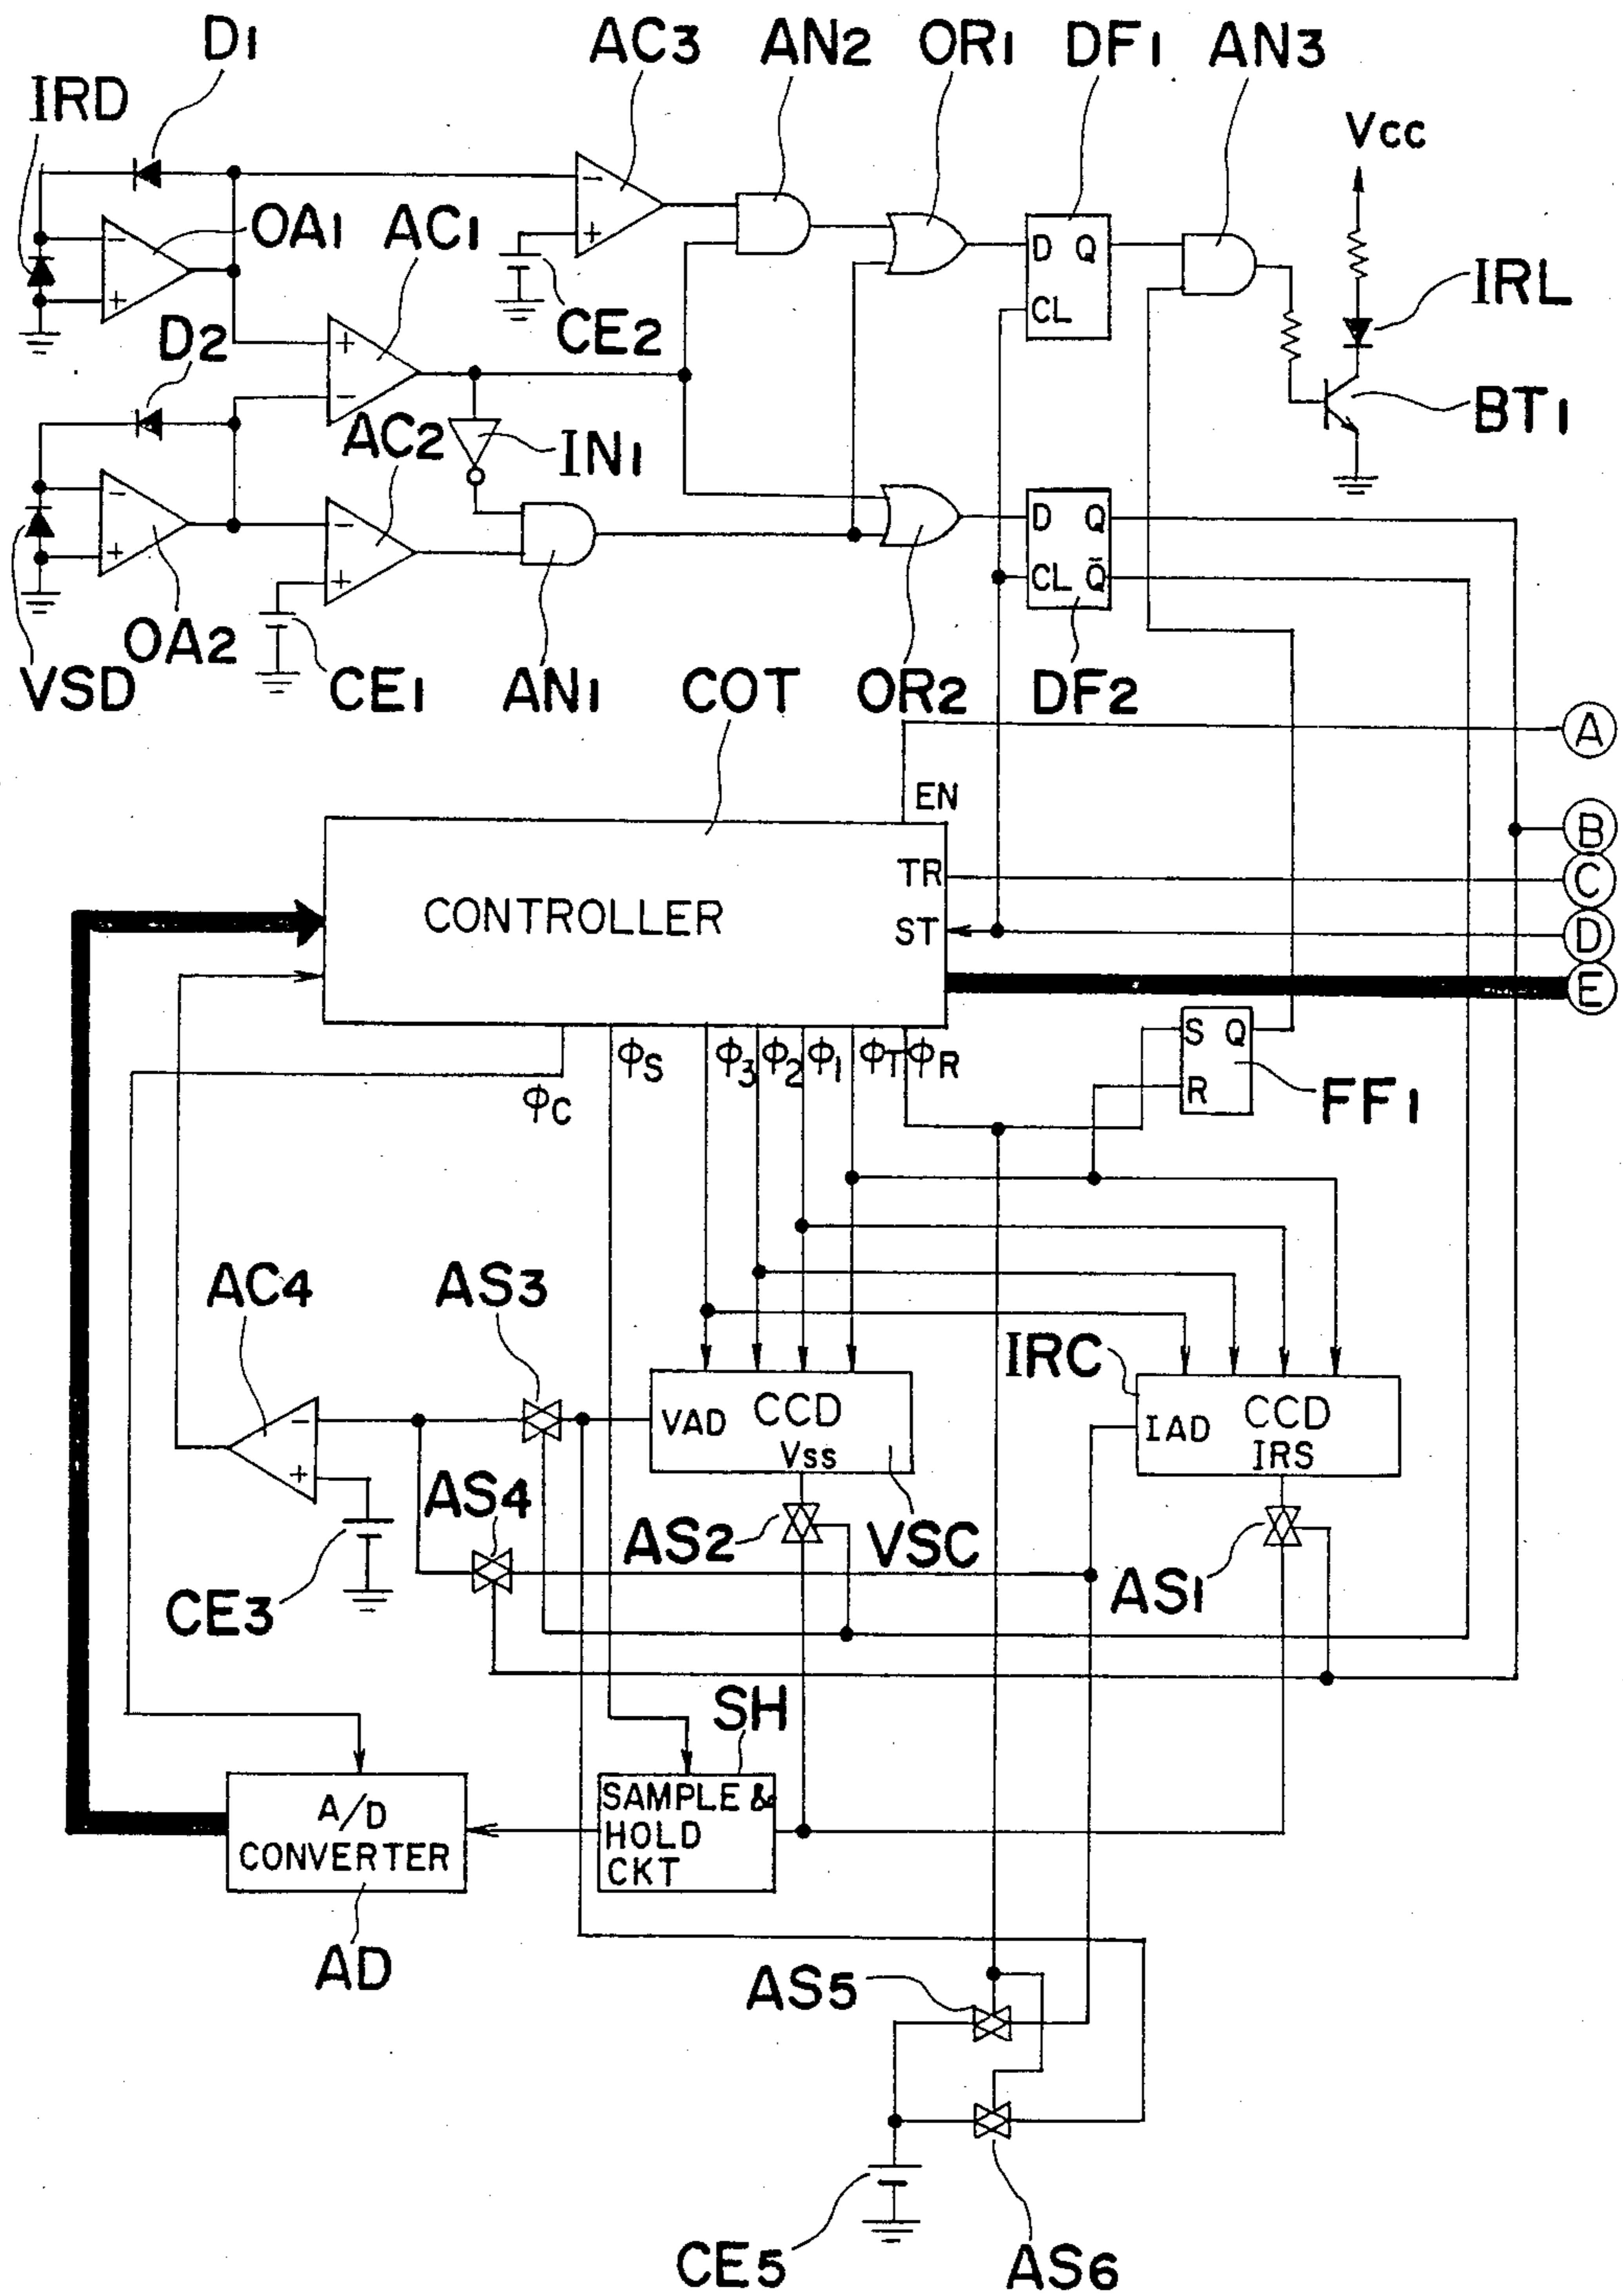 D1 AC3 AN2 OR1 DF1 AN3
IRD
Vcc
OA1 AC1
− + − + D Q
CL
IRL
CE2
D2
+ −
BT1
AC2 IN1
− + − + D Q
CL Q̄
OA2
VSD CE1 AN1 COT OR2 DF2
A
EN
B
TR C
CONTROLLER
ST D
E
ϕS ϕ3 ϕ2 ϕ1 ϕT ϕR
S Q
R
FF1
ϕC
AC4 AS3
IRC
VAD CCD
Vss
IAD CCD
IRS
− +
AS4
AS2 VSC
AS1
CE3
SH
A/D
CONVERTER
SAMPLE &
HOLD
CKT
AD
AS5
CE5
AS6